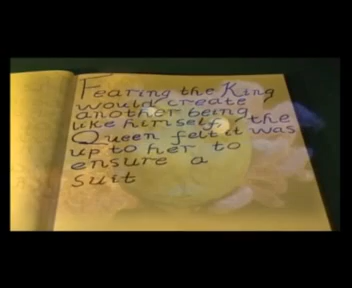 Fearing the King
would create
another being
like himself, the
Queen felt it was
up to her to
ensure a
suit